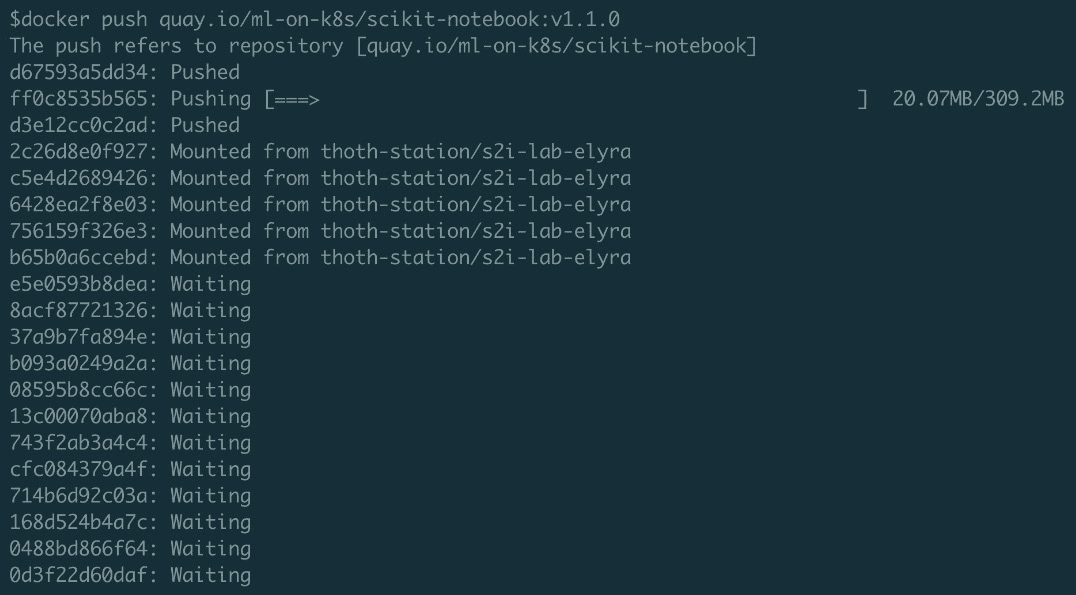 $docker push quay.io/ml-on-k8s/scikit-notebook:v1.1.0
The push refers to repository [quay.io/ml-on-k8s/scikit-notebook]
d67593a5dd34: Pushed
ff0c8535b565: Pushing [===>                                               ]  20.07MB/309.2MB
d3e12cc0c2ad: Pushed
2c26d8e0f927: Mounted from thoth-station/s2i-lab-elyra
c5e4d2689426: Mounted from thoth-station/s2i-lab-elyra
6428ea2f8e03: Mounted from thoth-station/s2i-lab-elyra
756159f326e3: Mounted from thoth-station/s2i-lab-elyra
b65b0a6ccebd: Mounted from thoth-station/s2i-lab-elyra
e5e0593b8dea: Waiting
8acf87721326: Waiting
37a9b7fa894e: Waiting
b093a0249a2a: Waiting
08595b8cc66c: Waiting
13c00070aba8: Waiting
743f2ab3a4c4: Waiting
cfc084379a4f: Waiting
714b6d92c03a: Waiting
168d524b4a7c: Waiting
0488bd866f64: Waiting
0d3f22d60daf: Waiting